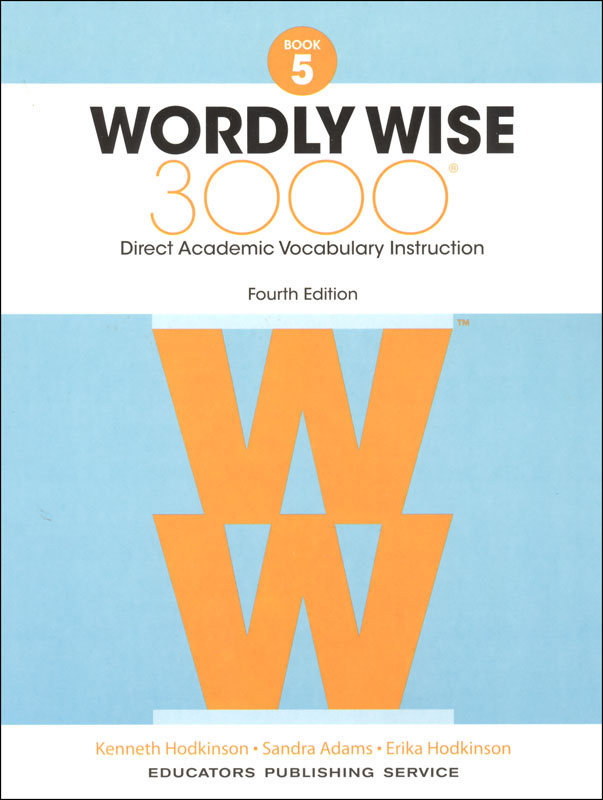 BOOK
5
WORDLY WISE
3000®
Direct Academic Vocabulary Instruction
Fourth Edition
W™
W
Kenneth Hodkinson • Sandra Adams • Erika Hodkinson
EDUCATORS PUBLISHING SERVICE